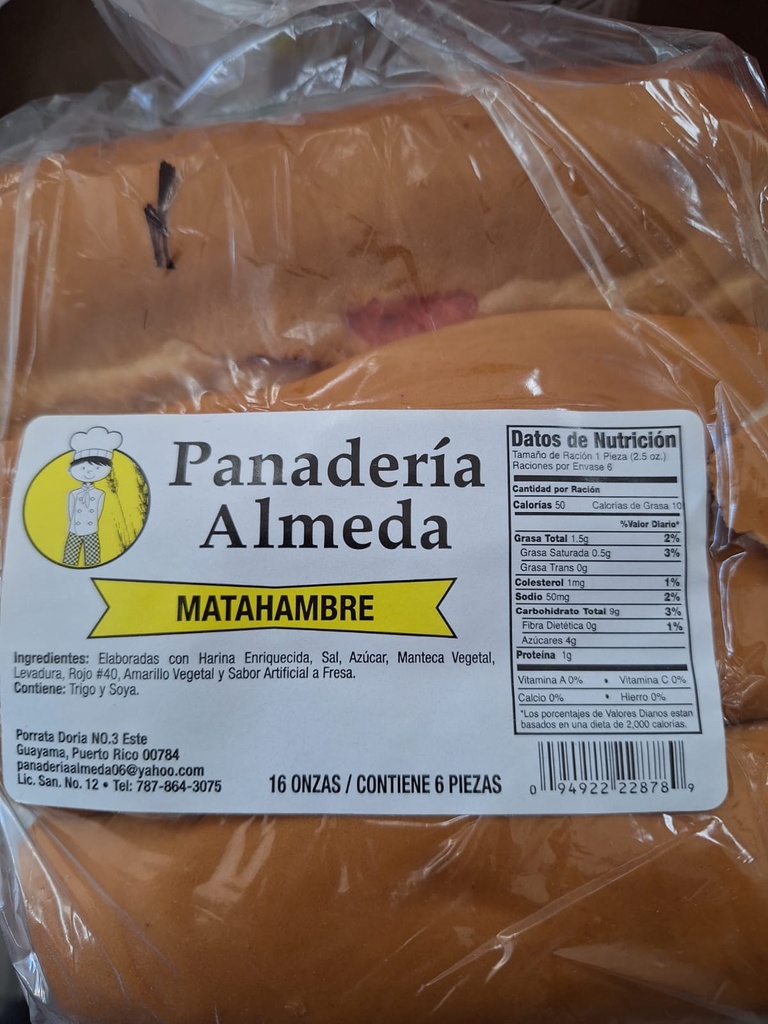 Panadería
Almeda
MATAHAMBRE
Ingredientes: Elaboradas con Harina Enriquecida, Sal, Azúcar, Manteca Vegetal,
Levadura, Rojo #40, Amarillo Vegetal y Sabor Artificial a Fresa.
Contiene: Trigo y Soya.
Porrata Doria NO.3 Este
Guayama, Puerto Rico 00784
panaderiaalmeda06@yahoo.com
Lic. San. No. 12 • Tel: 787-864-3075
16 ONZAS / CONTIENE 6 PIEZAS
Datos de Nutrición
Tamaño de Ración 1 Pieza (2.5 oz.)
Raciones por Envase 6
Cantidad por Ración
Calorías 50 Calorías de Grasa 10
%Valor Diario*
Grasa Total 1.5g 2%
Grasa Saturada 0.5g 3%
Grasa Trans 0g
Colesterol 1mg 1%
Sodio 50mg 2%
Carbohidrato Total 9g 3%
Fibra Dietética 0g 1%
Azúcares 4g
Proteína 1g
Vitamina A 0% • Vitamina C 0%
Calcio 0% • Hierro 0%
*Los porcentajes de Valores Diarios estan
basados en una dieta de 2,000 calorías.
0 94922 22878 9